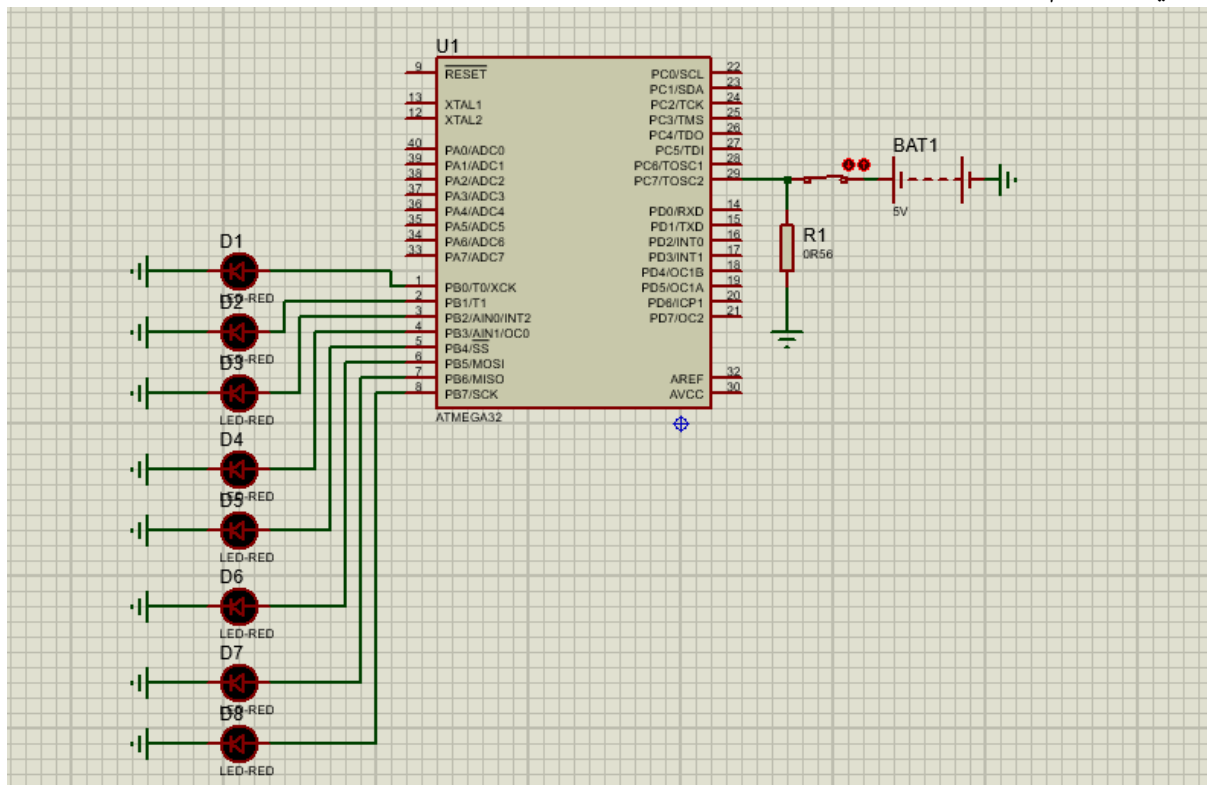 U1
9 RESET
13 XTAL1
12 XTAL2
40 PA0/ADC0
39 PA1/ADC1
38 PA2/ADC2
37 PA3/ADC3
36 PA4/ADC4
35 PA5/ADC5
34 PA6/ADC6
33 PA7/ADC7
1 PB0/T0/XCK
2 PB1/T1
3 PB2/AIN0/INT2
4 PB3/AIN1/OC0
5 PB4/SS
6 PB5/MOSI
7 PB6/MISO
8 PB7/SCK
PC0/SCL 22
PC1/SDA 23
PC2/TCK 24
PC3/TMS 25
PC4/TDO 26
PC5/TDI 27
PC6/TOSC1 28
PC7/TOSC2 29
PD0/RXD 14
PD1/TXD 15
PD2/INT0 16
PD3/INT1 17
PD4/OC1B 18
PD5/OC1A 19
PD6/ICP1 20
PD7/OC2 21
AREF 32
AVCC 30
ATMEGA32
BAT1
5V
R1
0R56
D1
LED-RED
D2
LED-RED
D3
LED-RED
D4
LED-RED
D5
LED-RED
D6
LED-RED
D7
LED-RED
D8
LED-RED